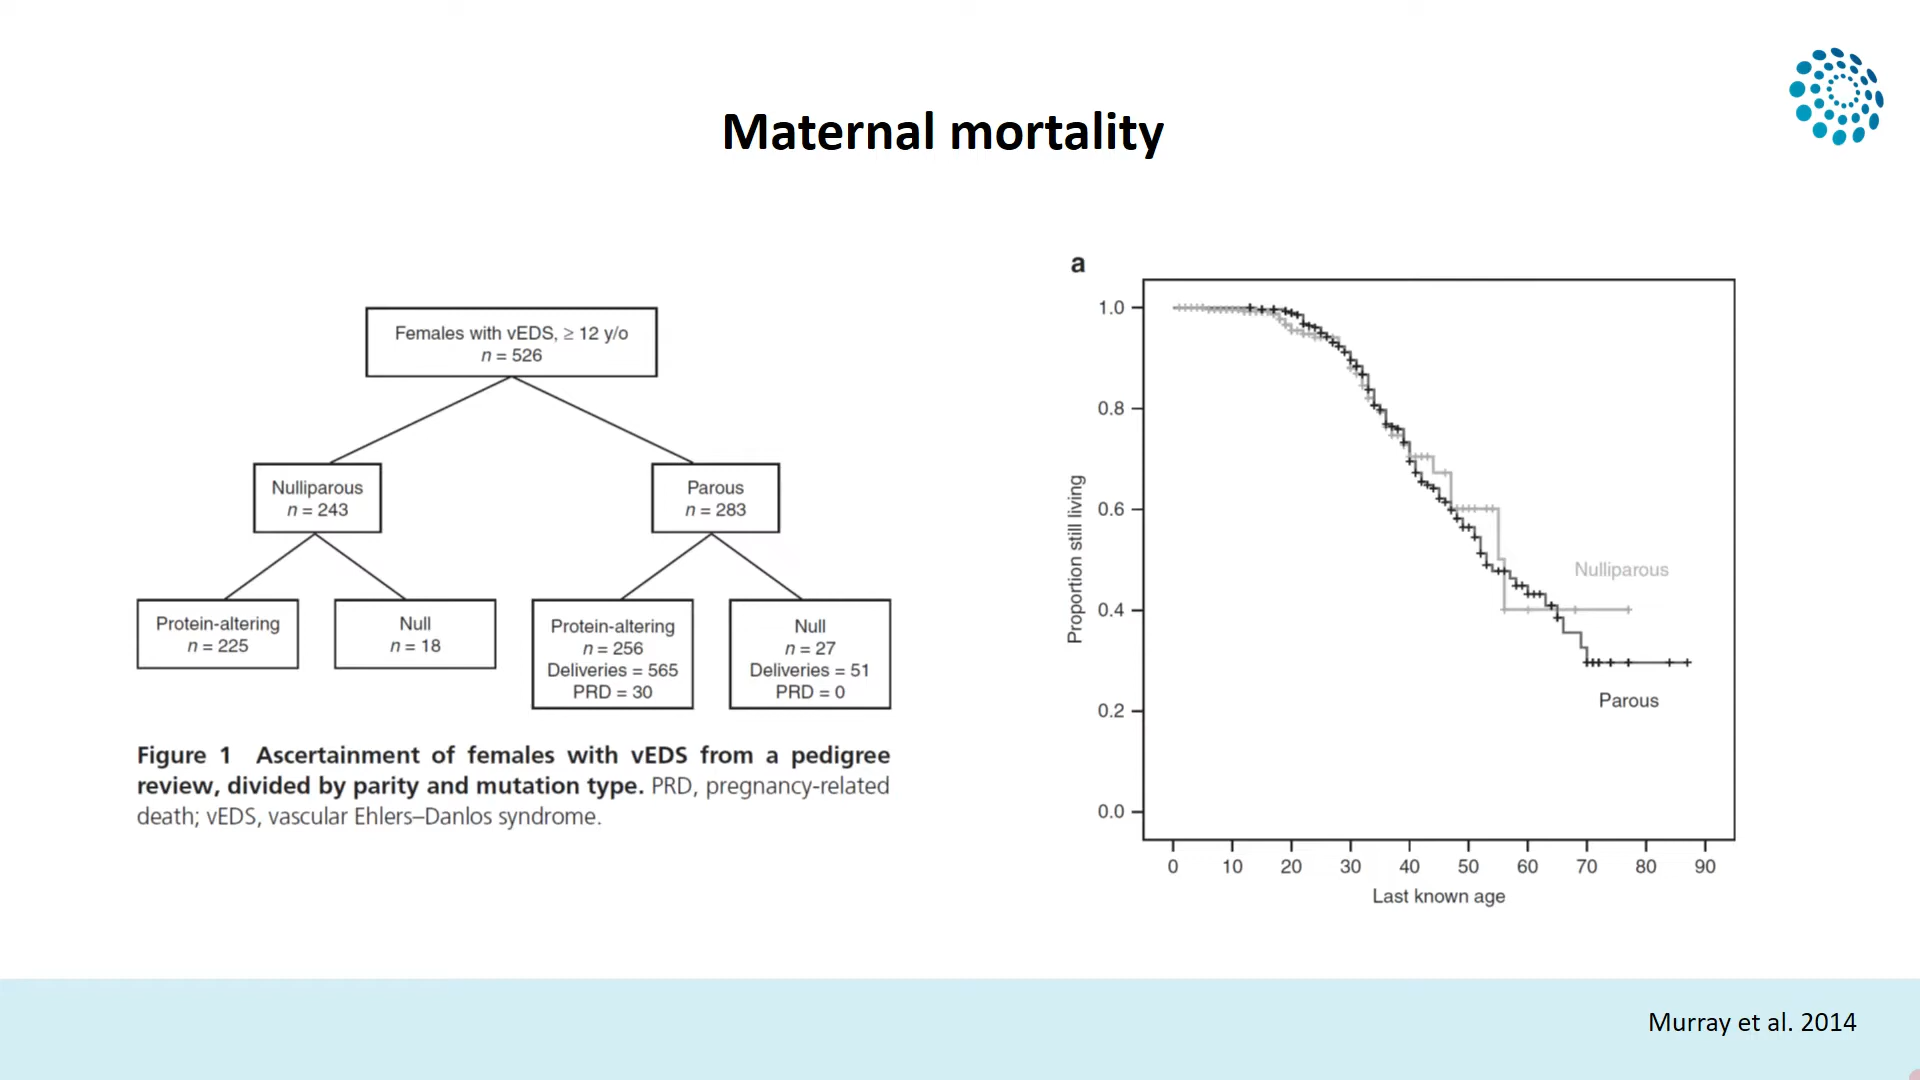 Maternal mortality
Females with vEDS, ≥ 12 y/o
n = 526
Nulliparous
n = 243
Parous
n = 283
Protein-altering
n = 225
Null
n = 18
Protein-altering
n = 256
Deliveries = 565
PRD = 30
Null
n = 27
Deliveries = 51
PRD = 0
Figure 1 Ascertainment of females with vEDS from a pedigree
review, divided by parity and mutation type. PRD, pregnancy-related
death; vEDS, vascular Ehlers–Danlos syndrome.
a
1.0
0.8
0.6
0.4
0.2
0.0
Proportion still living
Nulliparous
Parous
0 10 20 30 40 50 60 70 80 90
Last known age
Murray et al. 2014